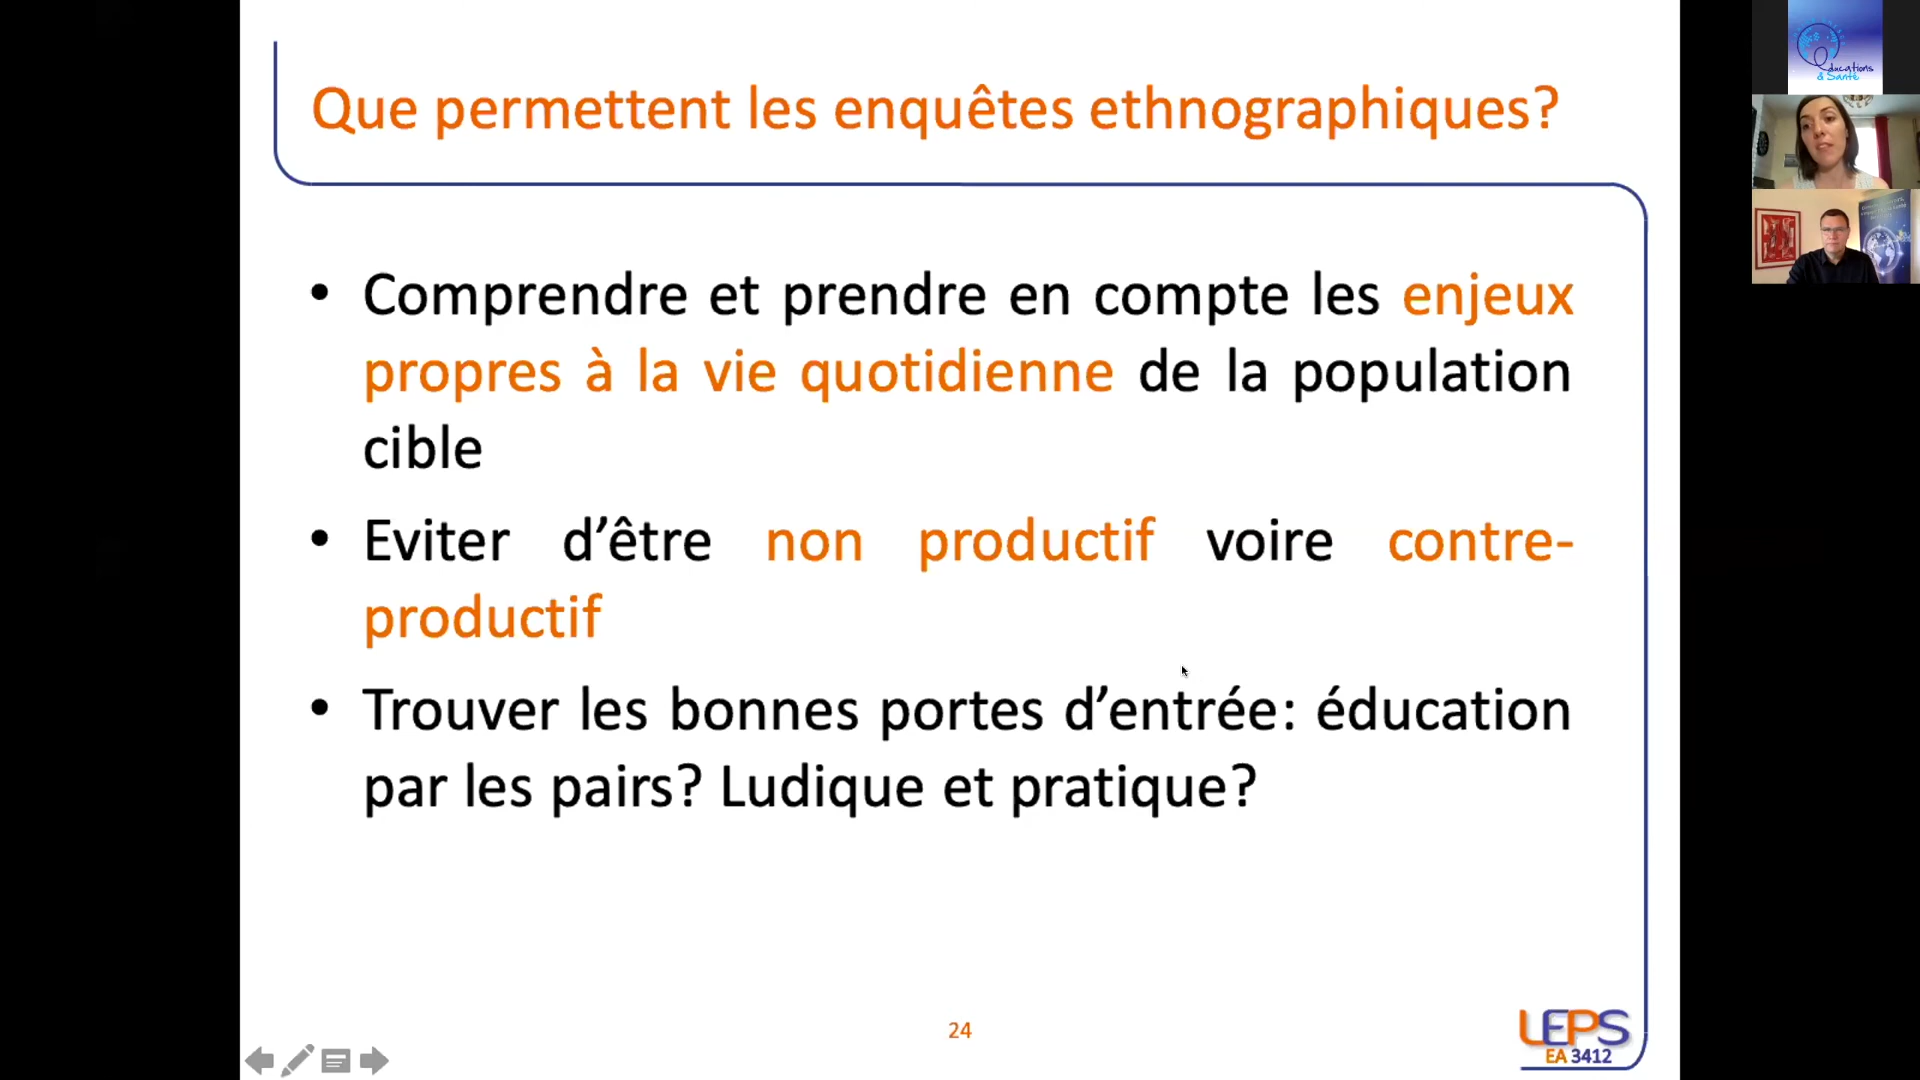 Que permettent les enquêtes ethnographiques?
• Comprendre et prendre en compte les enjeux
propres à la vie quotidienne de la population
cible
• Eviter d’être non productif voire contre-
productif
• Trouver les bonnes portes d’entrée: éducation
par les pairs? Ludique et pratique?
24
LEPS
EA 3412
Educations
& Santé